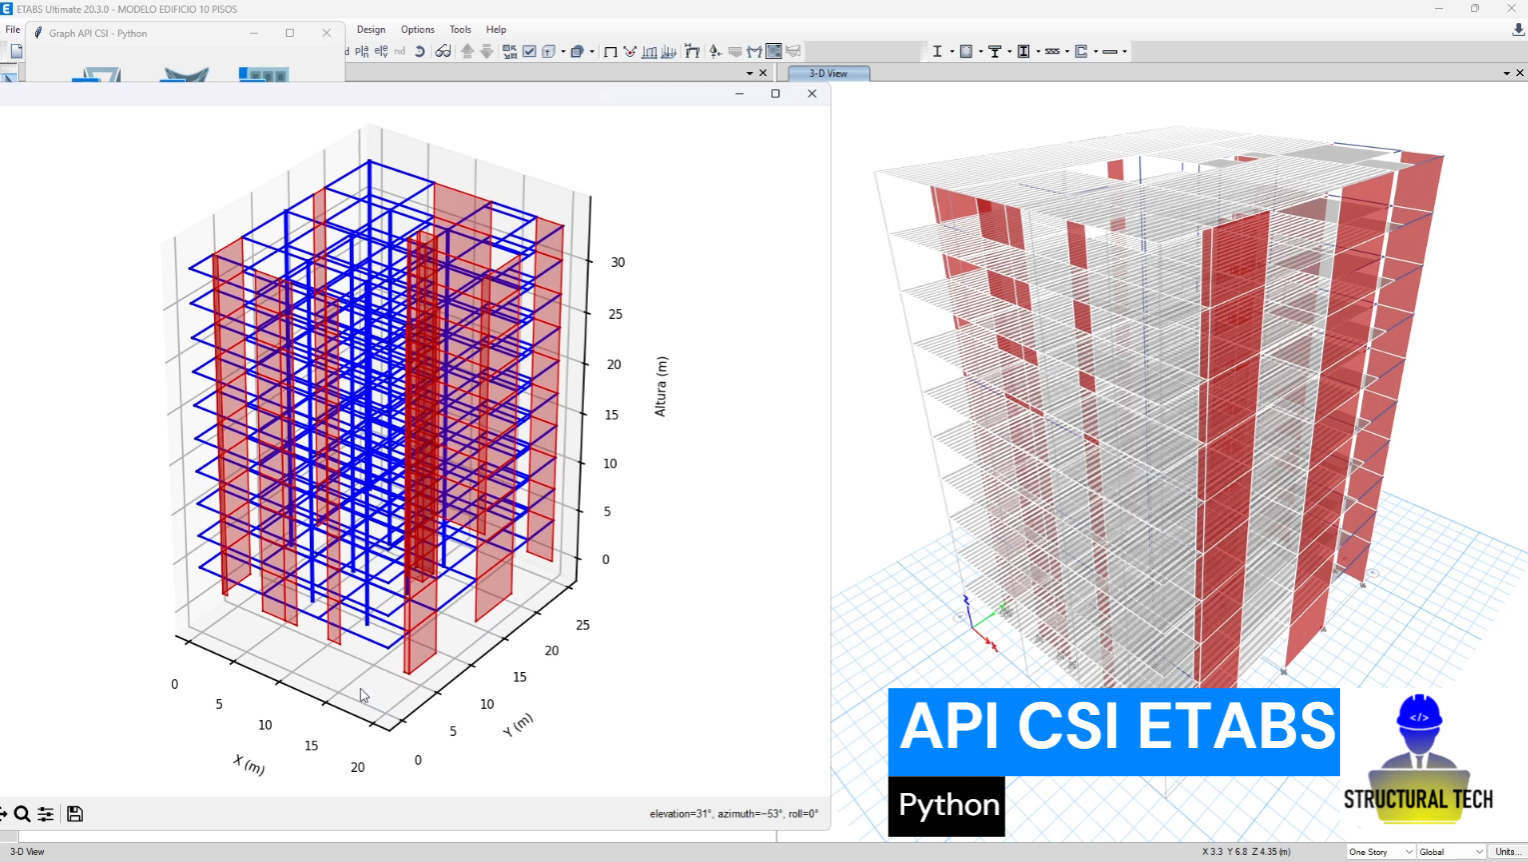 ETABS Ultimate 20.3.0 - MODELO EDIFICIO 10 PISOS
File
Design
Options
Tools
Help
Graph API CSI - Python
nd
3-D View
30
25
20
15
10
5
0
Altura (m)
0
5
10
15
20
X (m)
0
5
10
15
20
25
Y (m)
elevation=31°, azimuth=−53°, roll=0°
API CSI ETABS
Python
</>
STRUCTURAL TECH
3-D View
X 3.3 Y 6.8 Z 4.35 (m)
One Story
Global
Units...